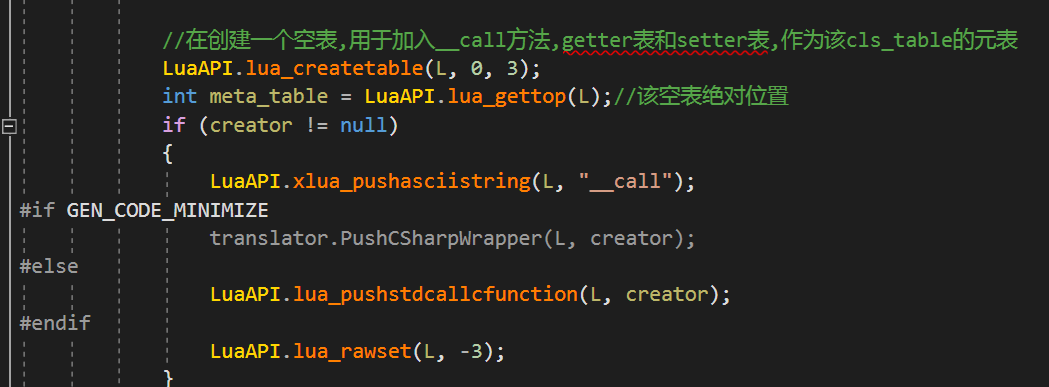 //在创建一个空表,用于加入__call方法,getter表和setter表,作为该cls_table的元表
LuaAPI.lua_createtable(L, 0, 3);
int meta_table = LuaAPI.lua_gettop(L);//该空表绝对位置
if (creator != null)
{
LuaAPI.xlua_pushasciistring(L, "__call");
#if GEN_CODE_MINIMIZE
translator.PushCSharpWrapper(L, creator);
#else
LuaAPI.lua_pushstdcallcfunction(L, creator);
#endif
LuaAPI.lua_rawset(L, -3);
}